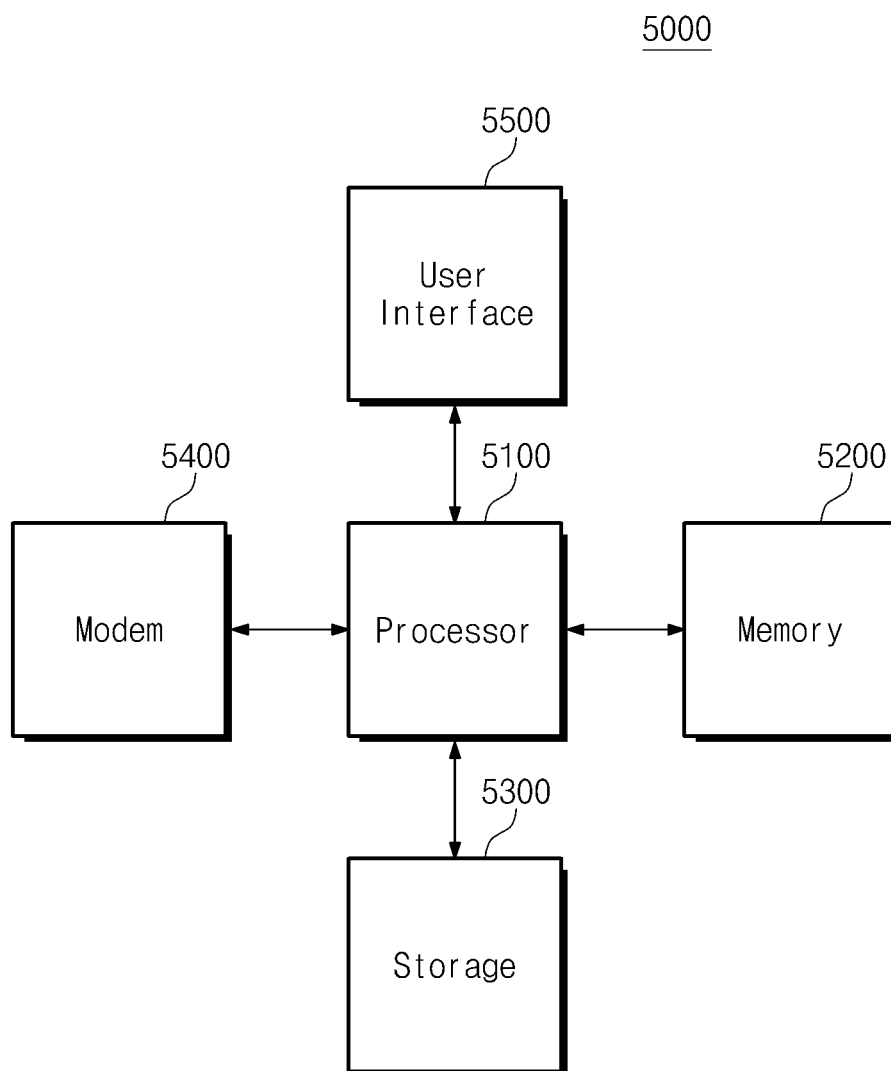 5000
5500
User
Interface
5400
5100
5200
Modem
Processor
Memory
5300
Storage